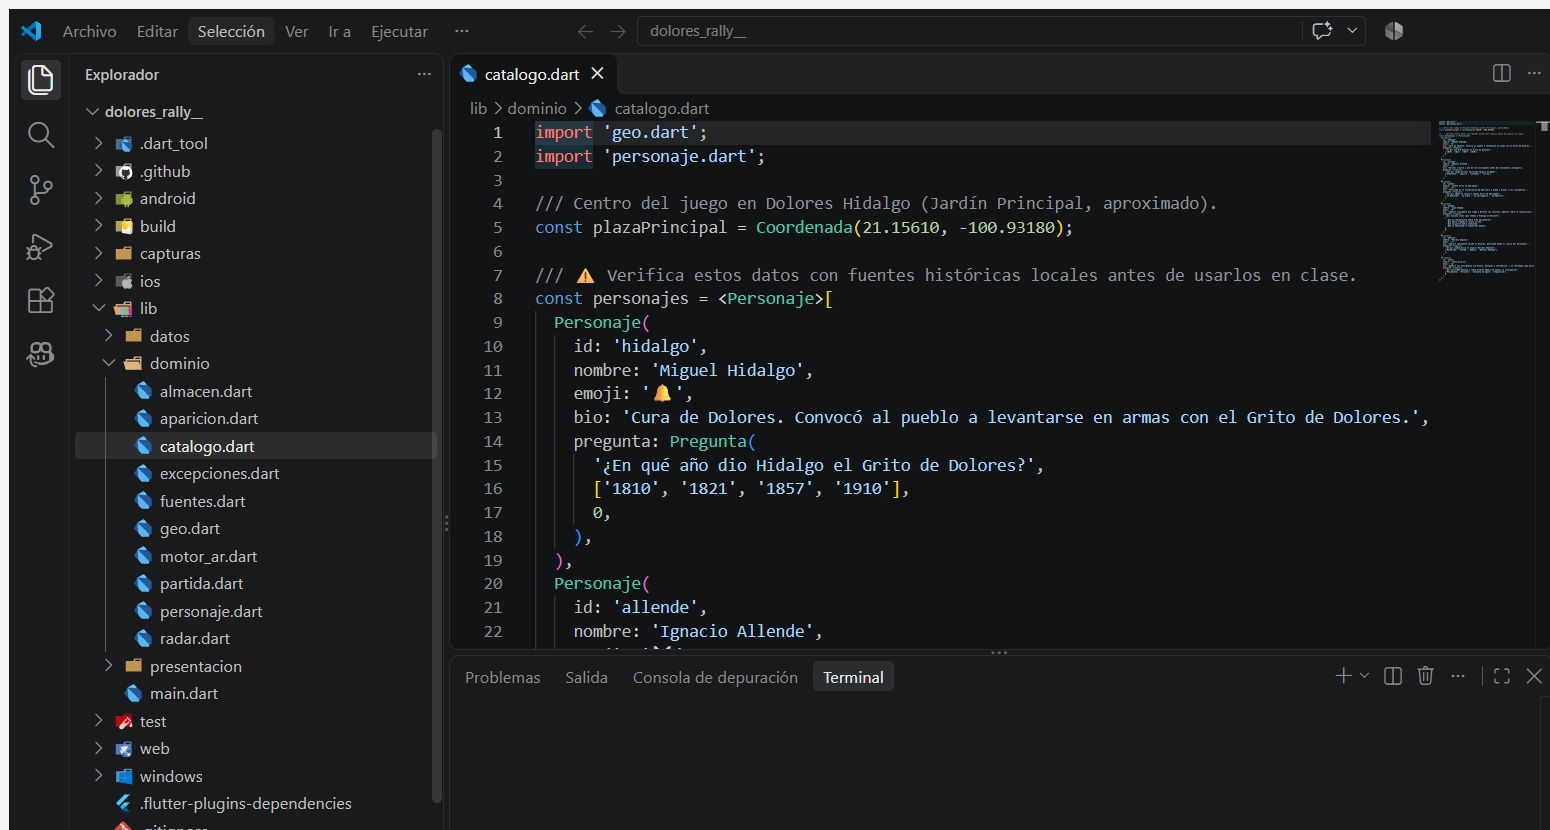 Archivo Editar Selección Ver Ir a Ejecutar ··· dolores_rally__
Explorador ···
dolores_rally__
.dart_tool
.github
android
build
capturas
ios
lib
datos
dominio
almacen.dart
aparicion.dart
catalogo.dart
excepciones.dart
fuentes.dart
geo.dart
motor_ar.dart
partida.dart
personaje.dart
radar.dart
presentacion
main.dart
test
web
windows
.flutter-plugins-dependencies
.gitignore
catalogo.dart
lib > dominio > catalogo.dart
1 import 'geo.dart';
2 import 'personaje.dart';
3
4 /// Centro del juego en Dolores Hidalgo (Jardín Principal, aproximado).
5 const plazaPrincipal = Coordenada(21.15610, -100.93180);
6
7 /// ⚠️ Verifica estos datos con fuentes históricas locales antes de usarlos en clase.
8 const personajes = <Personaje>[
9 Personaje(
10 id: 'hidalgo',
11 nombre: 'Miguel Hidalgo',
12 emoji: '🔔',
13 bio: 'Cura de Dolores. Convocó al pueblo a levantarse en armas con el Grito de Dolores.',
14 pregunta: Pregunta(
15 '¿En qué año dio Hidalgo el Grito de Dolores?',
16 ['1810', '1821', '1857', '1910'],
17 0,
18 ),
19 ),
20 Personaje(
21 id: 'allende',
22 nombre: 'Ignacio Allende',
Problemas Salida Consola de depuración Terminal